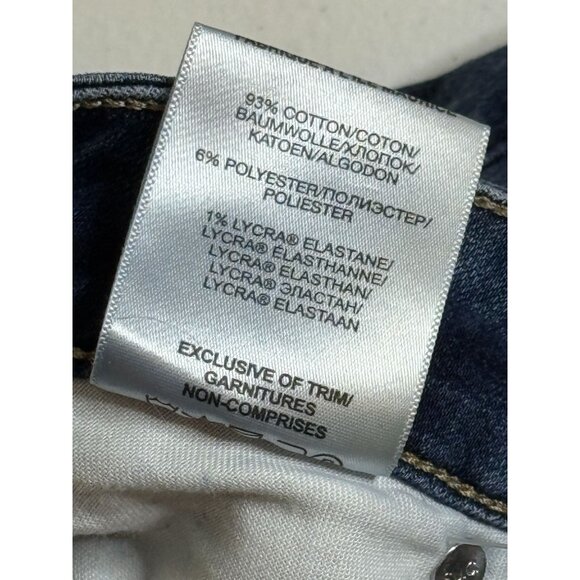 93% COTTON/COTON/
BAUMWOLLE/ХЛОПОК/
KATOEN/ALGODON
6% POLYESTER/ПОЛИЭСТЕР/
POLIESTER
1% LYCRA® ELASTANE/
LYCRA® ÉLASTHANNE/
LYCRA® ELASTHAN/
LYCRA® ЭЛАСТАН/
LYCRA® ELASTAAN
EXCLUSIVE OF TRIM/
GARNITURES
NON-COMPRISES